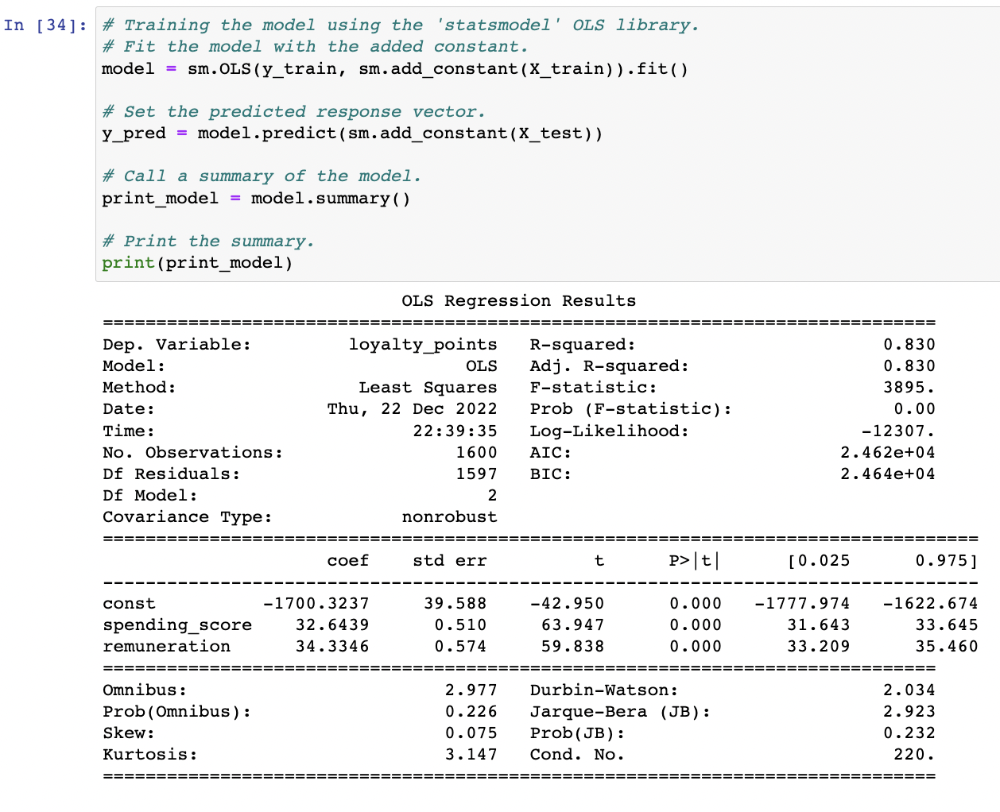 In [34]: # Training the model using the 'statsmodel' OLS library.
# Fit the model with the added constant.
model = sm.OLS(y_train, sm.add_constant(X_train)).fit()
# Set the predicted response vector.
y_pred = model.predict(sm.add_constant(X_test))
# Call a summary of the model.
print_model = model.summary()
# Print the summary.
print(print_model)
OLS Regression Results
==============================================================================
Dep. Variable: loyalty_points R-squared: 0.830
Model: OLS Adj. R-squared: 0.830
Method: Least Squares F-statistic: 3895.
Date: Thu, 22 Dec 2022 Prob (F-statistic): 0.00
Time: 22:39:35 Log-Likelihood: -12307.
No. Observations: 1600 AIC: 2.462e+04
Df Residuals: 1597 BIC: 2.464e+04
Df Model: 2
Covariance Type: nonrobust
==================================================================================
coef std err t P>|t| [0.025 0.975]
----------------------------------------------------------------------------------
const -1700.3237 39.588 -42.950 0.000 -1777.974 -1622.674
spending_score 32.6439 0.510 63.947 0.000 31.643 33.645
remuneration 34.3346 0.574 59.838 0.000 33.209 35.460
==============================================================================
Omnibus: 2.977 Durbin-Watson: 2.034
Prob(Omnibus): 0.226 Jarque-Bera (JB): 2.923
Skew: 0.075 Prob(JB): 0.232
Kurtosis: 3.147 Cond. No. 220.
==============================================================================